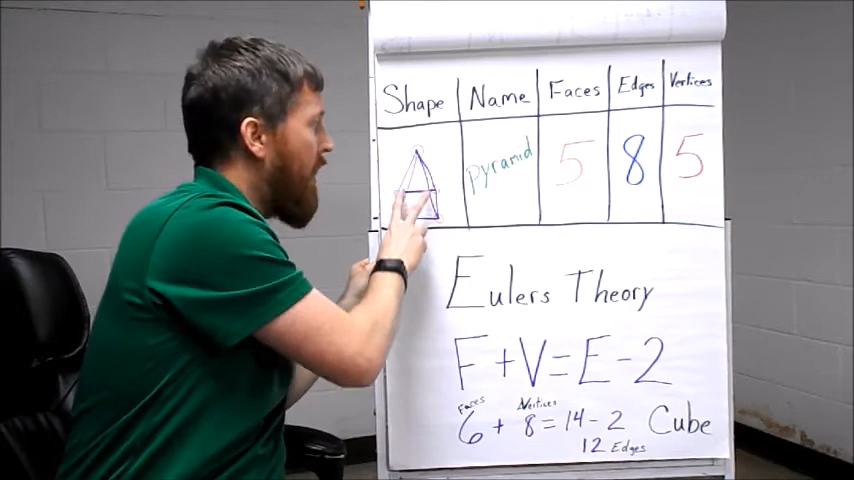 Shape Name Faces Edges Vertices
Pyramid 5 8 5
Eulers Theory
F+V=E-2
Faces Vertices
6 + 8 = 14 - 2 Cube
12 Edges